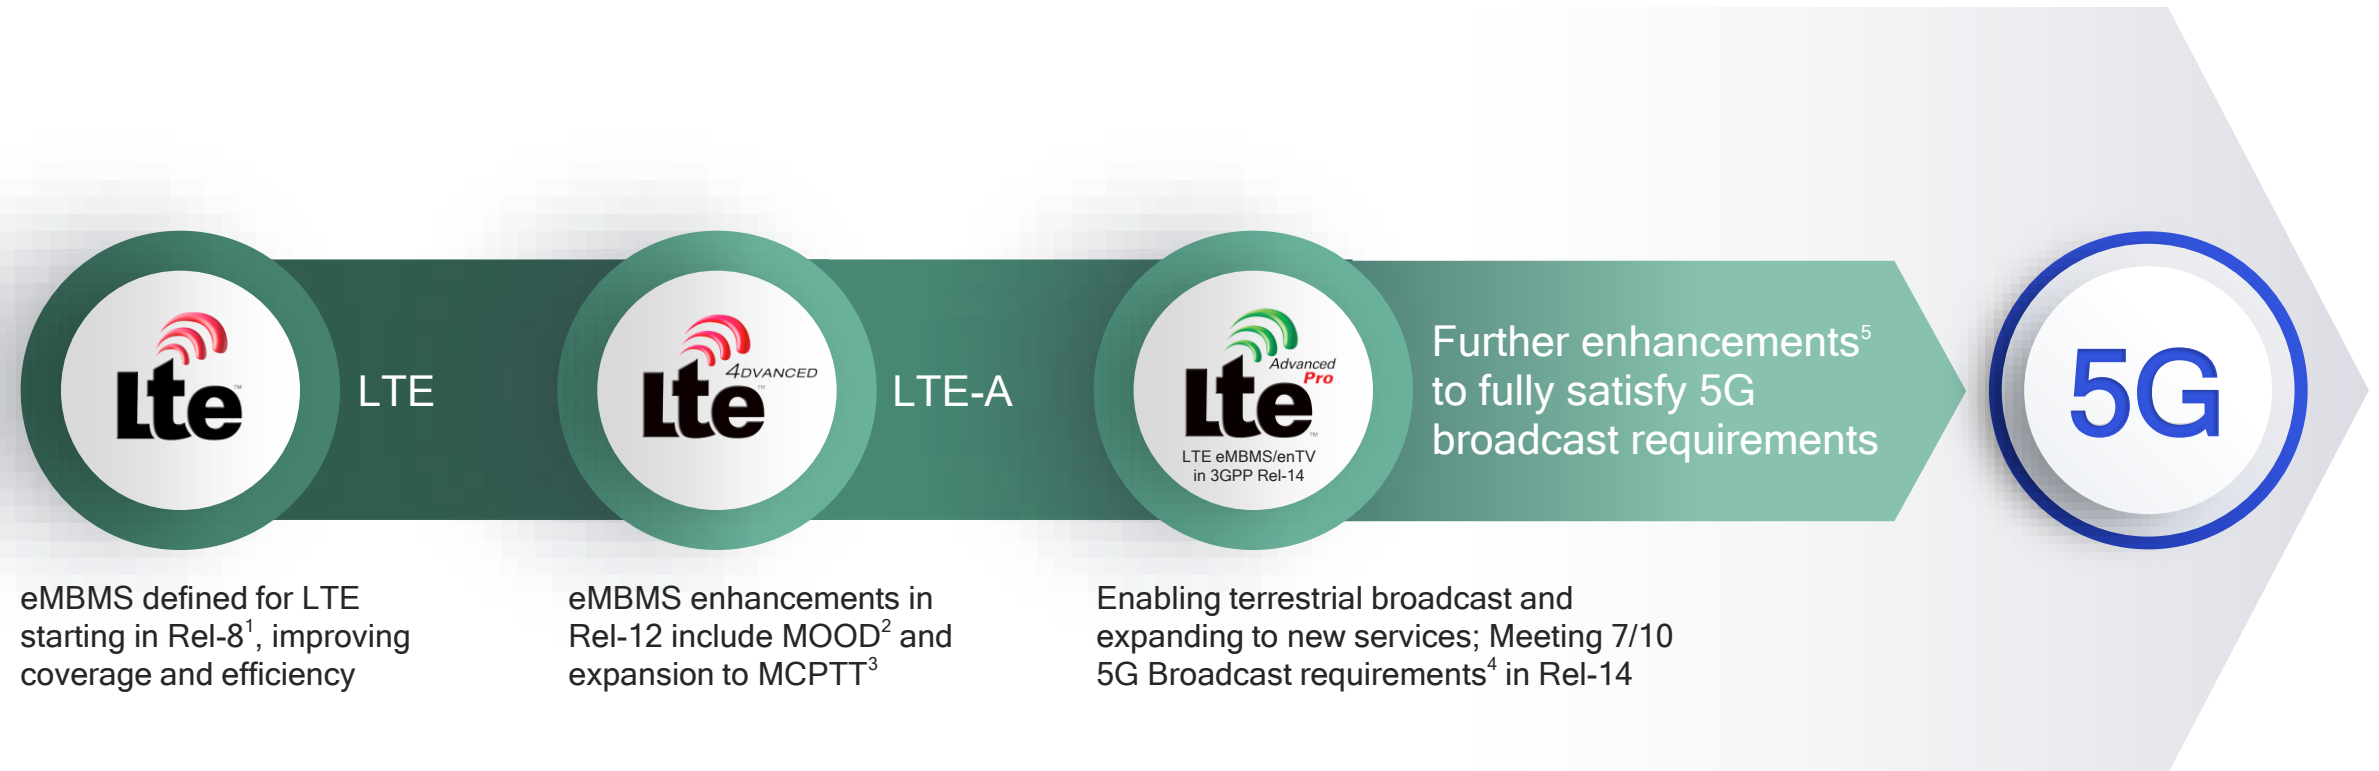 Lte™
LTE
4DVANCED
Lte™
LTE-A
Advanced
Pro
Lte™
LTE eMBMS/enTV
in 3GPP Rel-14
Further enhancements⁵
to fully satisfy 5G
broadcast requirements
5G
eMBMS defined for LTE
starting in Rel-8¹, improving
coverage and efficiency
eMBMS enhancements in
Rel-12 include MOOD² and
expansion to MCPTT³
Enabling terrestrial broadcast and
expanding to new services; Meeting 7/10
5G Broadcast requirements⁴ in Rel-14